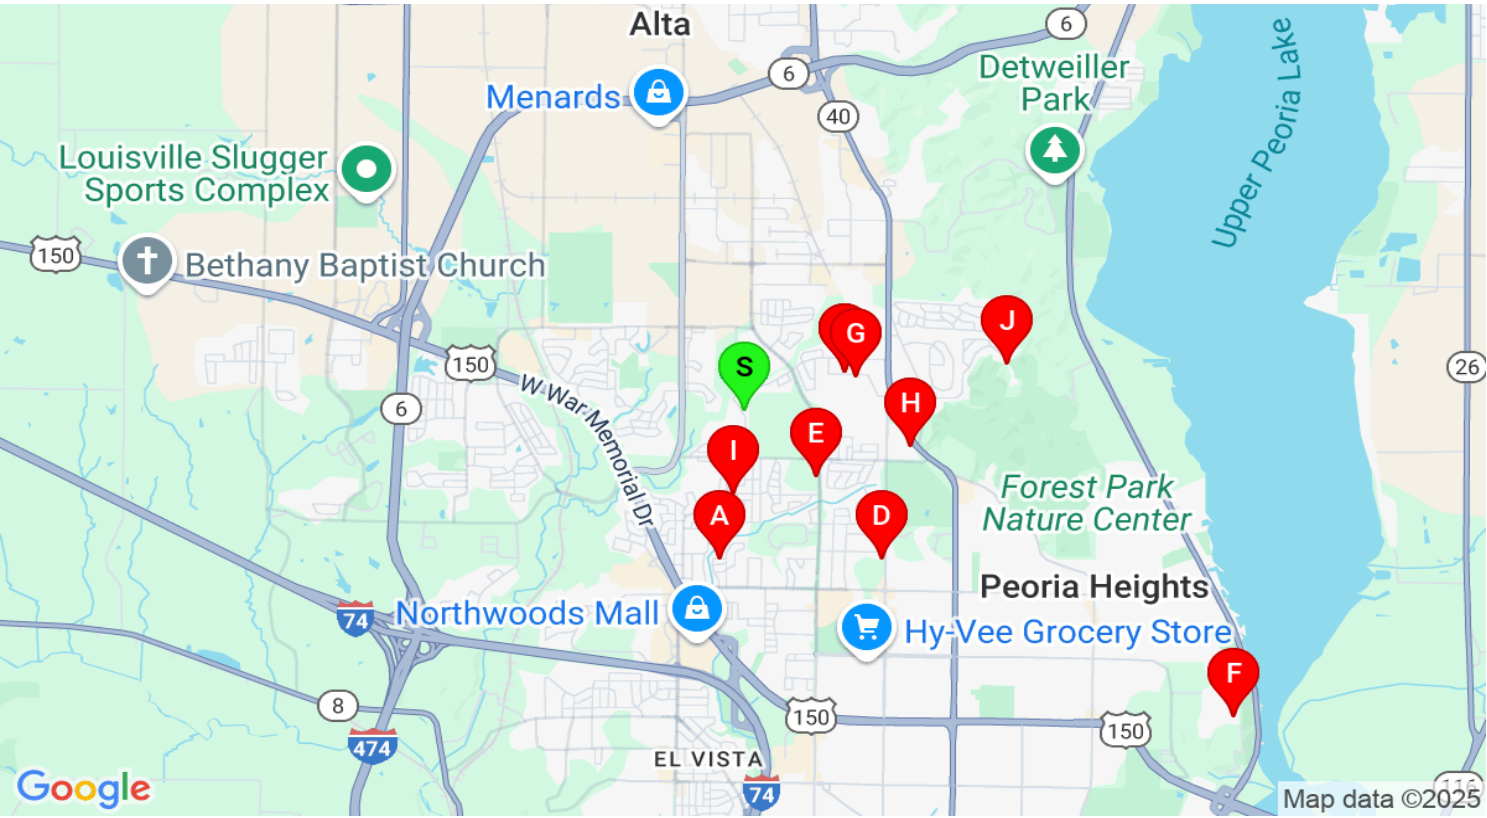 Alta
6
6
Detweiller
Park
Menards
40
Upper Peoria Lake
Louisville Slugger
Sports Complex
150
Bethany Baptist Church
G
J
S
150
26
W War Memorial Dr
6
H
E
I
A
D
Forest Park
Nature Center
Peoria Heights
74
Northwoods Mall
Hy-Vee Grocery Store
F
8
150
150
474
EL VISTA
74
116
Google
Map data ©2025